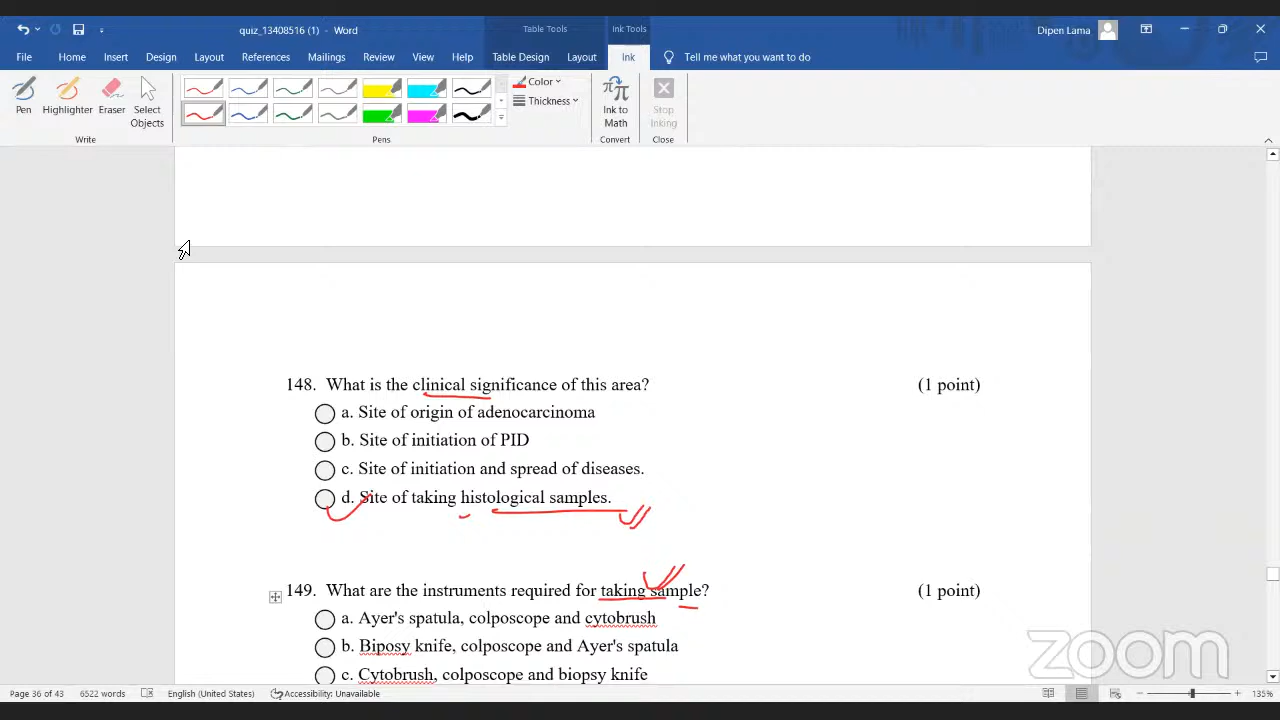 quiz_13408516 (1) - Word
Table Tools
Ink Tools
Dipen Lama
File Home Insert Design Layout References Mailings Review View Help Table Design Layout Ink Tell me what you want to do
Pen Highlighter Eraser Select Objects
Color
Thickness
Ink to Math
Stop Inking
Write Pens Convert Close
148. What is the clinical significance of this area? (1 point)
a. Site of origin of adenocarcinoma
b. Site of initiation of PID
c. Site of initiation and spread of diseases.
d. Site of taking histological samples.
149. What are the instruments required for taking sample? (1 point)
a. Ayer's spatula, colposcope and cytobrush
b. Biposy knife, colposcope and Ayer's spatula
c. Cytobrush, colposcope and biopsy knife
zoom
Page 36 of 43 6522 words English (United States) Accessibility: Unavailable 135%